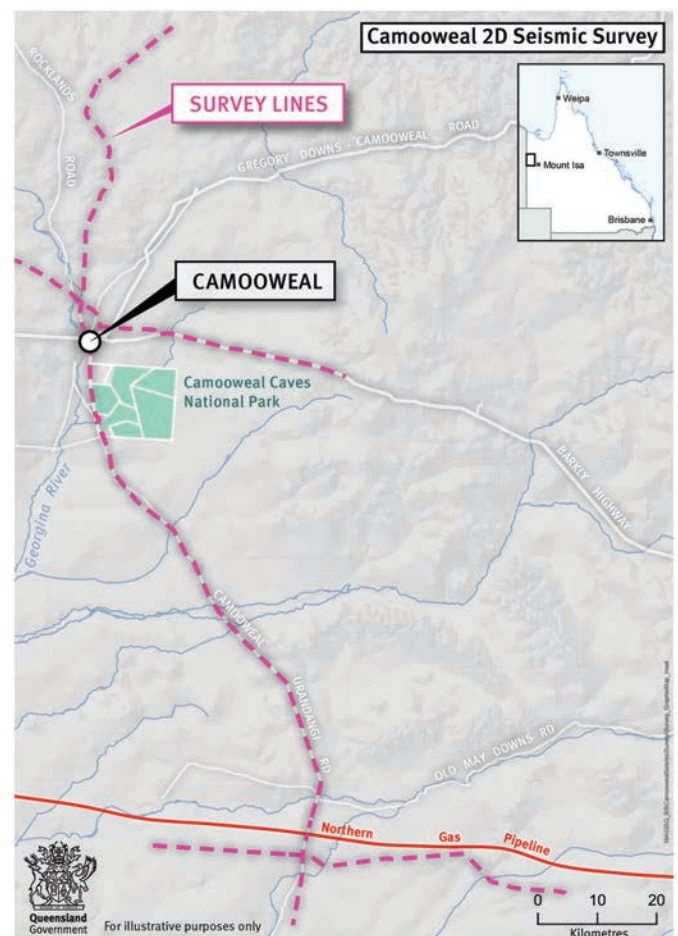 Camooweal 2D Seismic Survey
ROCKLANDS
ROAD
SURVEY LINES
GREGORY DOWNS - CAMOOWEAL ROAD
Weipa
Townsville
Mount Isa
Brisbane
CAMOOWEAL
Camooweal Caves
National Park
Georgina River
BARKLY HIGHWAY
CAMOOWEAL
URANDANGI
RD
OLD MAY DOWNS RD
Northern Gas Pipeline
Queensland
Government
For illustrative purposes only
0 10 20
Kilometres